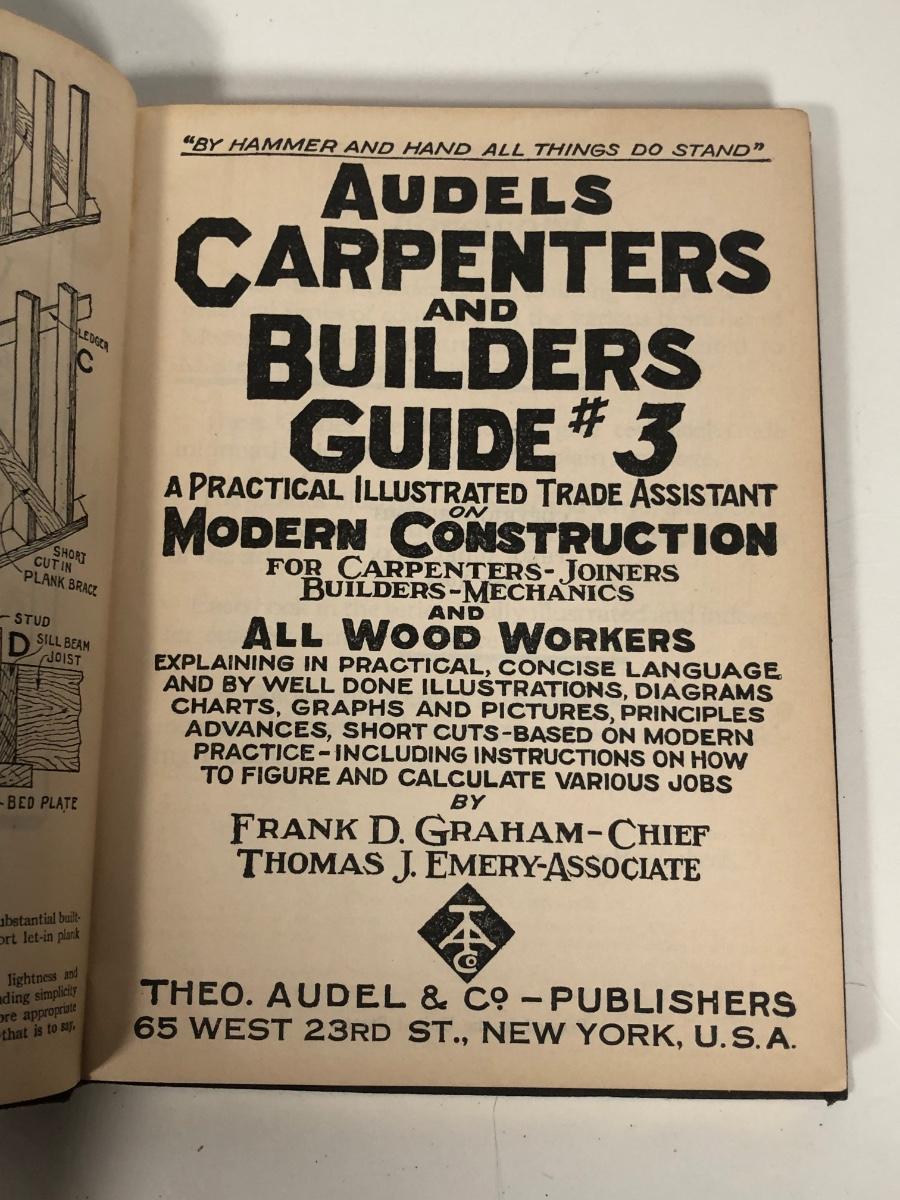 LEDGER
C
SHORT
CUT IN
PLANK BRACE
STUD
D
SILL BEAM
JOIST
BED PLATE
substantial built-
ort let-in plank
lightness and
ding simplicity
ore appropriate
that is to say,
"BY HAMMER AND HAND ALL THINGS DO STAND"
AUDELS
CARPENTERS
AND
BUILDERS
GUIDE #3
A PRACTICAL ILLUSTRATED TRADE ASSISTANT
ON
MODERN CONSTRUCTION
FOR CARPENTERS-JOINERS
BUILDERS-MECHANICS
AND
ALL WOOD WORKERS
EXPLAINING IN PRACTICAL, CONCISE LANGUAGE
AND BY WELL DONE ILLUSTRATIONS, DIAGRAMS
CHARTS, GRAPHS AND PICTURES, PRINCIPLES
ADVANCES, SHORT CUTS-BASED ON MODERN
PRACTICE-INCLUDING INSTRUCTIONS ON HOW
TO FIGURE AND CALCULATE VARIOUS JOBS
BY
FRANK D. GRAHAM-CHIEF
THOMAS J. EMERY-ASSOCIATE
TA
Co
THEO. AUDEL & Co. - PUBLISHERS
65 WEST 23RD ST., NEW YORK, U.S.A.